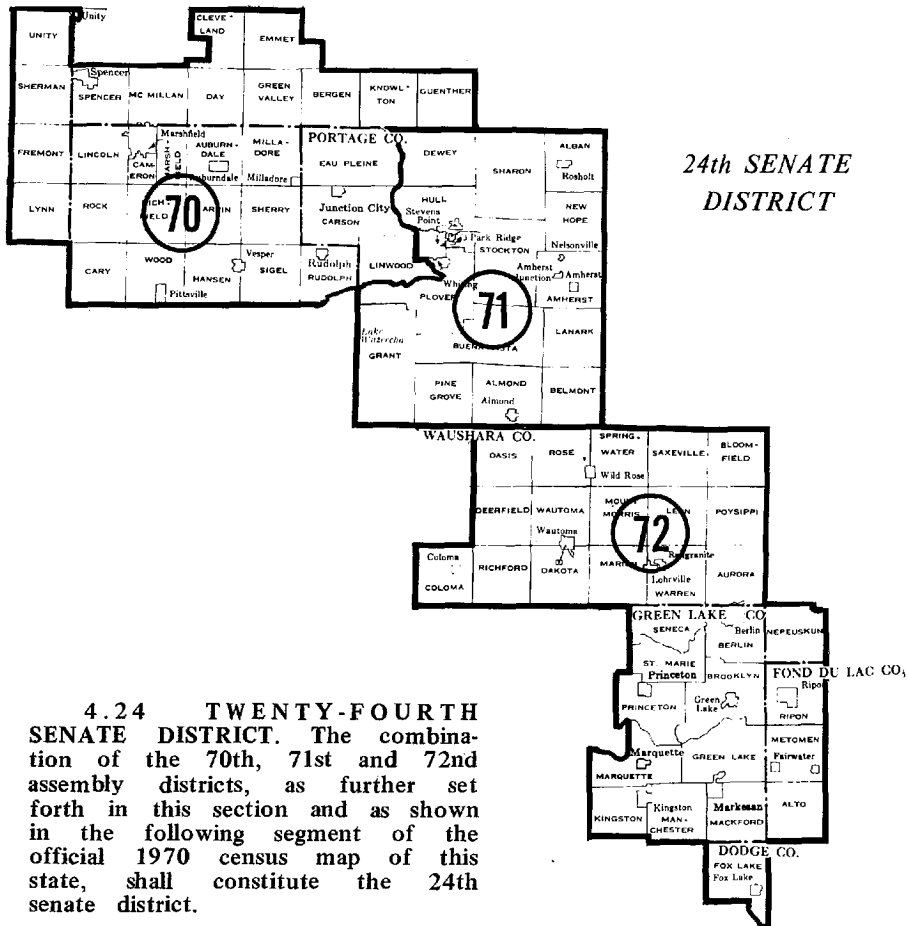 Unity
CLEVE-
LAND
UNITY
EMMET
Spencer
SHERMAN
SPENCER
MC MILLAN
DAY
GREEN
VALLEY
BERGEN
KNOWL-
TON
GUENTHER
Marshfield
PORTAGE CO.
FREMONT
LINCOLN
CAM-
ERON
MARSH-
FIELD
AUBURN-
DALE
Auburndale
MILLA-
DORE
Milladore
EAU PLEINE
DEWEY
SHARON
ALBAN
Rosholt
24th SENATE
DISTRICT
LYNN
ROCK
70
SHERRY
Junction City
CARSON
HULL
Stevens
Point
Park Ridge
STOCKTON
NEW
HOPE
Nelsonville
CARY
WOOD
Pittsville
HANSEN
Vesper
SIGEL
Rudolph
RUDOLPH
LINWOOD
Whiting
PLOVER
Amherst
Junction
Amherst
AMHERST
71
Lake
GRANT
BUENA VISTA
LANARK
PINE
GROVE
ALMOND
Almond
BELMONT
WAUSHARA CO.
OASIS
ROSE
SPRING-
WATER
Wild Rose
SAXEVILLE
BLOOM-
FIELD
DEERFIELD
WAUTOMA
Wautoma
MOUNT
MORRIS
LEON
POYSIPPI
72
Redgranite
Coloma
COLOMA
RICHFORD
DAKOTA
MARION
Lohrville
WARREN
AURORA
GREEN LAKE CO
SENECA
Berlin
BERLIN
NEPEUSKUN
ST. MARIE
Princeton
BROOKLYN
FOND DU LAC CO.
PRINCETON
Green
Lake
Ripon
RIPON
METOMEN
Fairwater
Marquette
MARQUETTE
GREEN LAKE
KINGSTON
Kingston
MAN-
CHESTER
Markesan
MACKFORD
ALTO
DODGE CO.
FOX LAKE
Fox Lake
4.24 TWENTY-FOURTH
SENATE DISTRICT. The combina-
tion of the 70th, 71st and 72nd
assembly districts, as further set
forth in this section and as shown
in the following segment of the
official 1970 census map of this
state, shall constitute the 24th
senate district.